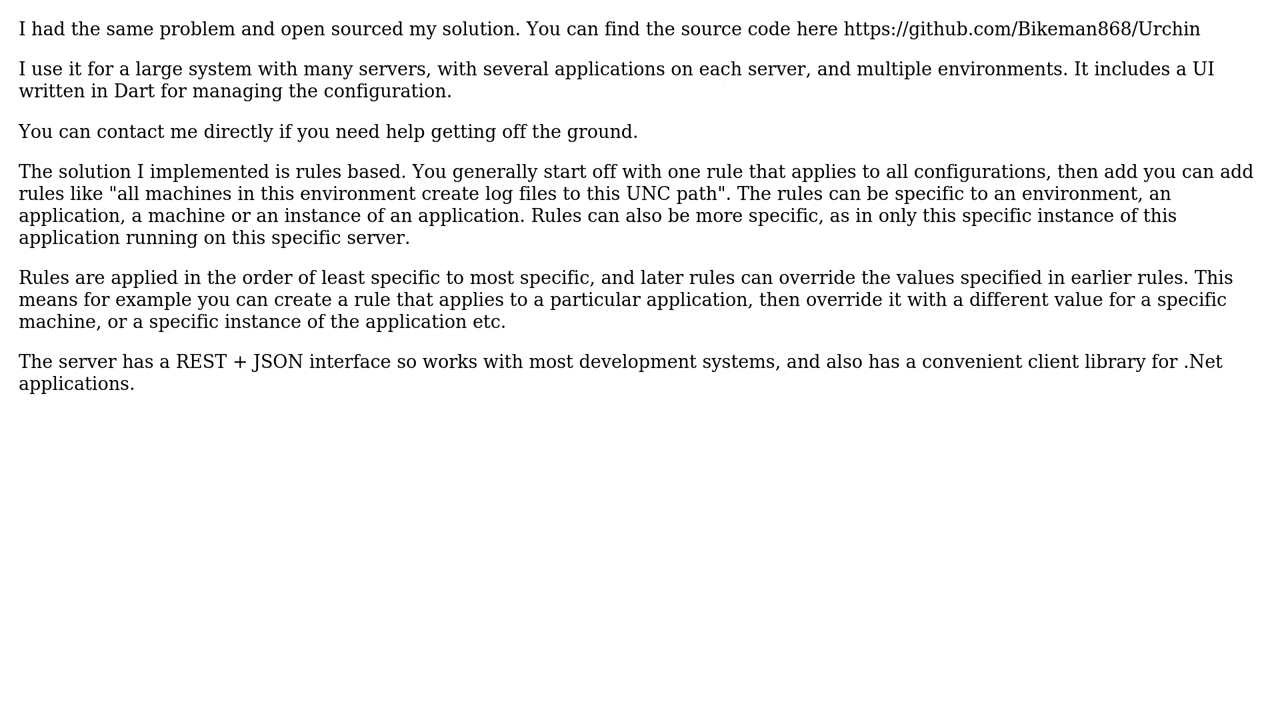 I had the same problem and open sourced my solution. You can find the source code here https://github.com/Bikeman868/Urchin
I use it for a large system with many servers, with several applications on each server, and multiple environments. It includes a UI
written in Dart for managing the configuration.
You can contact me directly if you need help getting off the ground.
The solution I implemented is rules based. You generally start off with one rule that applies to all configurations, then add you can add
rules like "all machines in this environment create log files to this UNC path". The rules can be specific to an environment, an
application, a machine or an instance of an application. Rules can also be more specific, as in only this specific instance of this
application running on this specific server.
Rules are applied in the order of least specific to most specific, and later rules can override the values specified in earlier rules. This
means for example you can create a rule that applies to a particular application, then override it with a different value for a specific
machine, or a specific instance of the application etc.
The server has a REST + JSON interface so works with most development systems, and also has a convenient client library for .Net
applications.